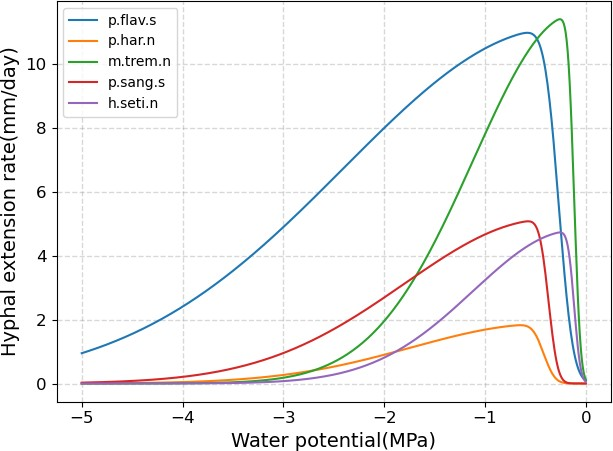 p.flav.s
p.har.n
m.trem.n
p.sang.s
h.seti.n
Hyphal extension rate(mm/day)
10
8
6
4
2
0
−5 −4 −3 −2 −1 0
Water potential(MPa)